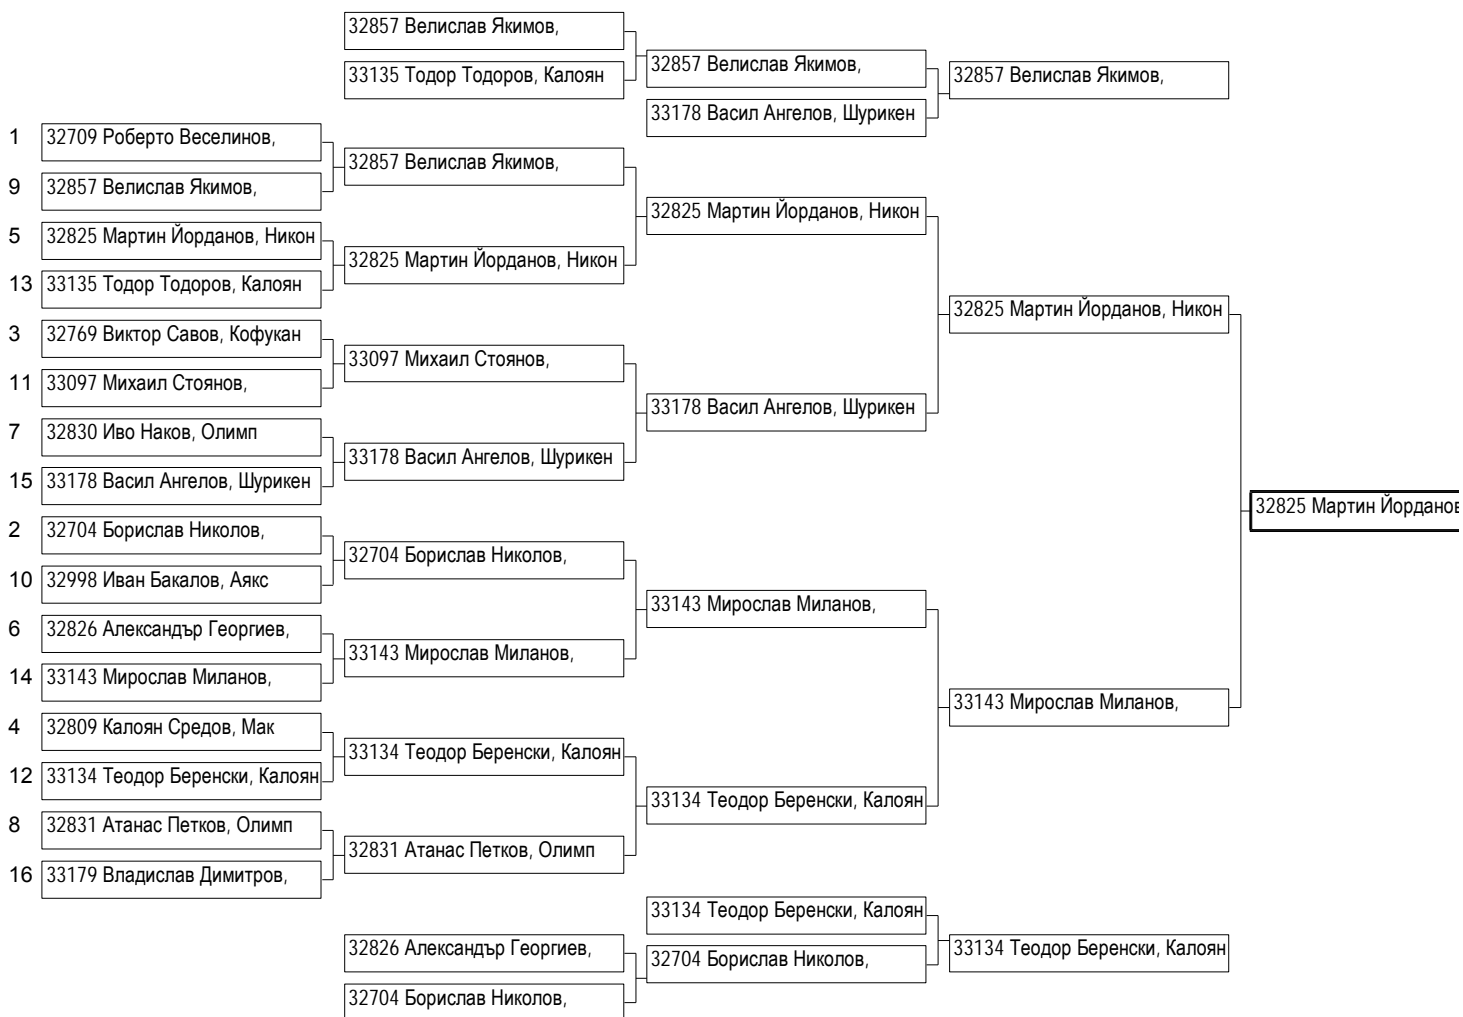 32857 Велислав Якимов,
33135 Тодор Тодоров, Калоян
32857 Велислав Якимов,
33178 Васил Ангелов, Шурикен
32857 Велислав Якимов,
1 32709 Роберто Веселинов,
9 32857 Велислав Якимов,
5 32825 Мартин Йорданов, Никон
13 33135 Тодор Тодоров, Калоян
3 32769 Виктор Савов, Кофукан
11 33097 Михаил Стоянов,
7 32830 Иво Наков, Олимп
15 33178 Васил Ангелов, Шурикен
2 32704 Борислав Николов,
10 32998 Иван Бакалов, Аякс
6 32826 Александър Георгиев,
14 33143 Мирослав Миланов,
4 32809 Калоян Средов, Мак
12 33134 Теодор Беренски, Калоян
8 32831 Атанас Петков, Олимп
16 33179 Владислав Димитров,
32857 Велислав Якимов,
32825 Мартин Йорданов, Никон
33097 Михаил Стоянов,
33178 Васил Ангелов, Шурикен
32704 Борислав Николов,
33143 Мирослав Миланов,
33134 Теодор Беренски, Калоян
32831 Атанас Петков, Олимп
32825 Мартин Йорданов, Никон
33178 Васил Ангелов, Шурикен
33143 Мирослав Миланов,
33134 Теодор Беренски, Калоян
32825 Мартин Йорданов, Никон
33143 Мирослав Миланов,
32825 Мартин Йорданов
32826 Александър Георгиев,
32704 Борислав Николов,
33134 Теодор Беренски, Калоян
32704 Борислав Николов,
33134 Теодор Беренски, Калоян